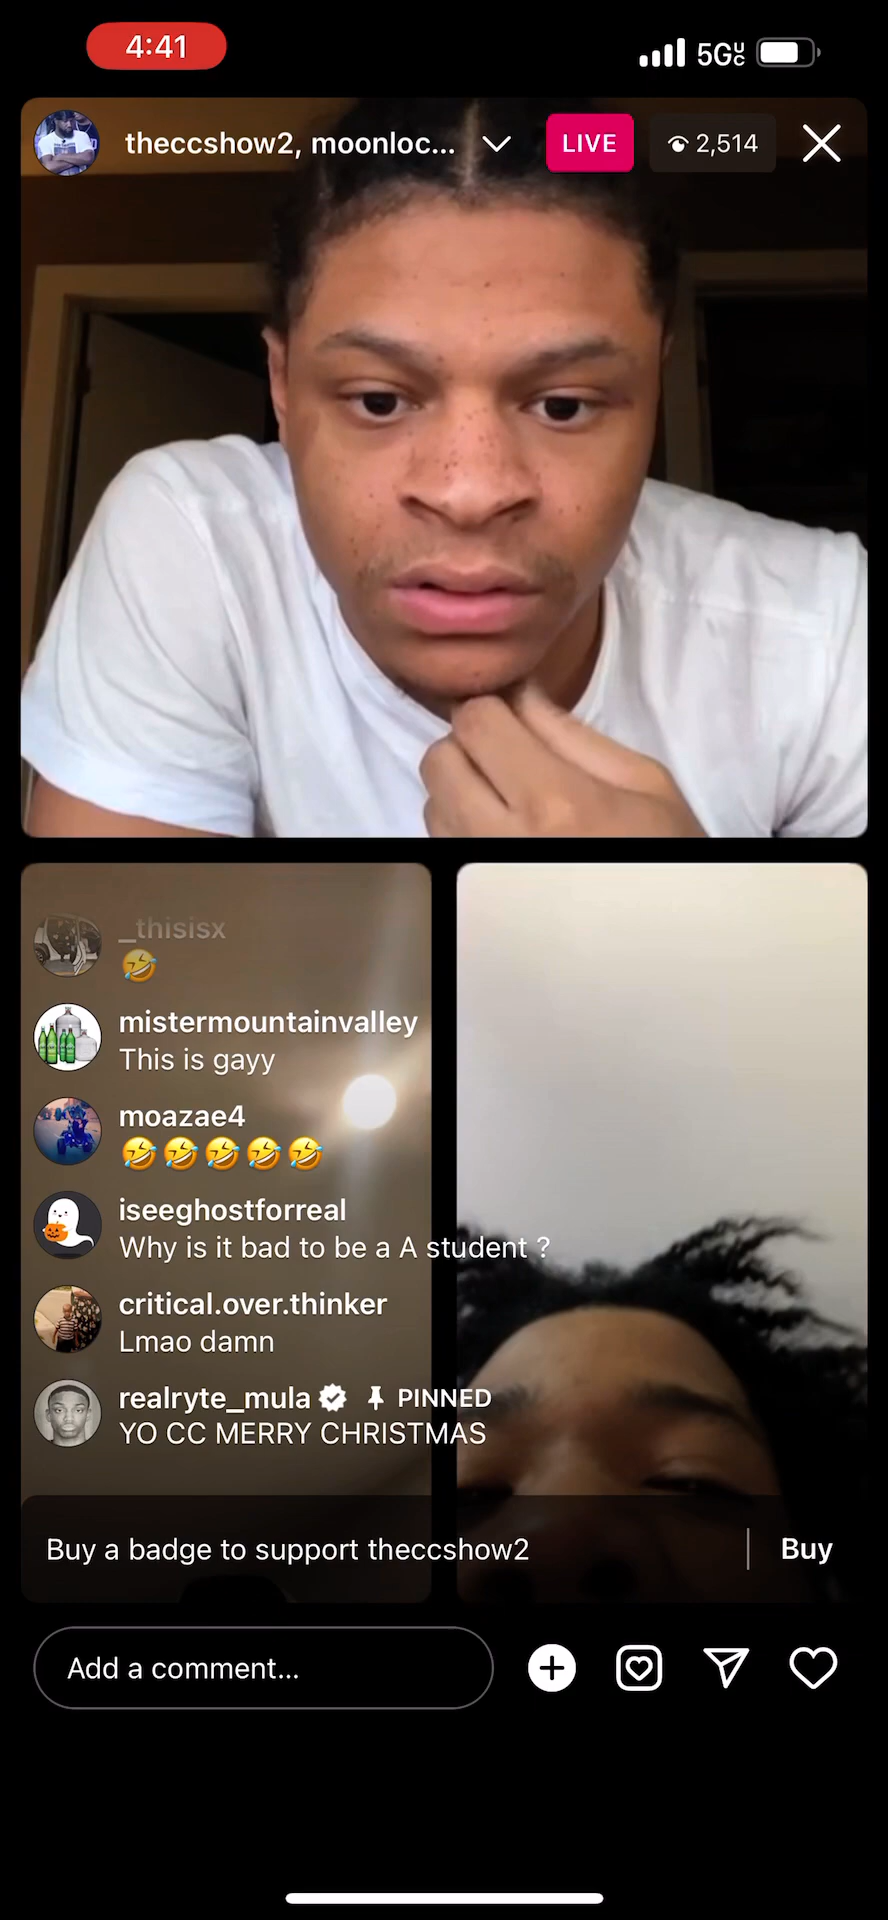 4:41
5GUC
theccshow2, moonloc...
LIVE
2,514
_thisisx
🤣
mistermountainvalley
This is gayy
moazae4
🤣🤣🤣🤣🤣
iseeghostforreal
Why is it bad to be a A student ?
critical.over.thinker
Lmao damn
realryte_mula PINNED
YO CC MERRY CHRISTMAS
Buy a badge to support theccshow2
Buy
Add a comment...